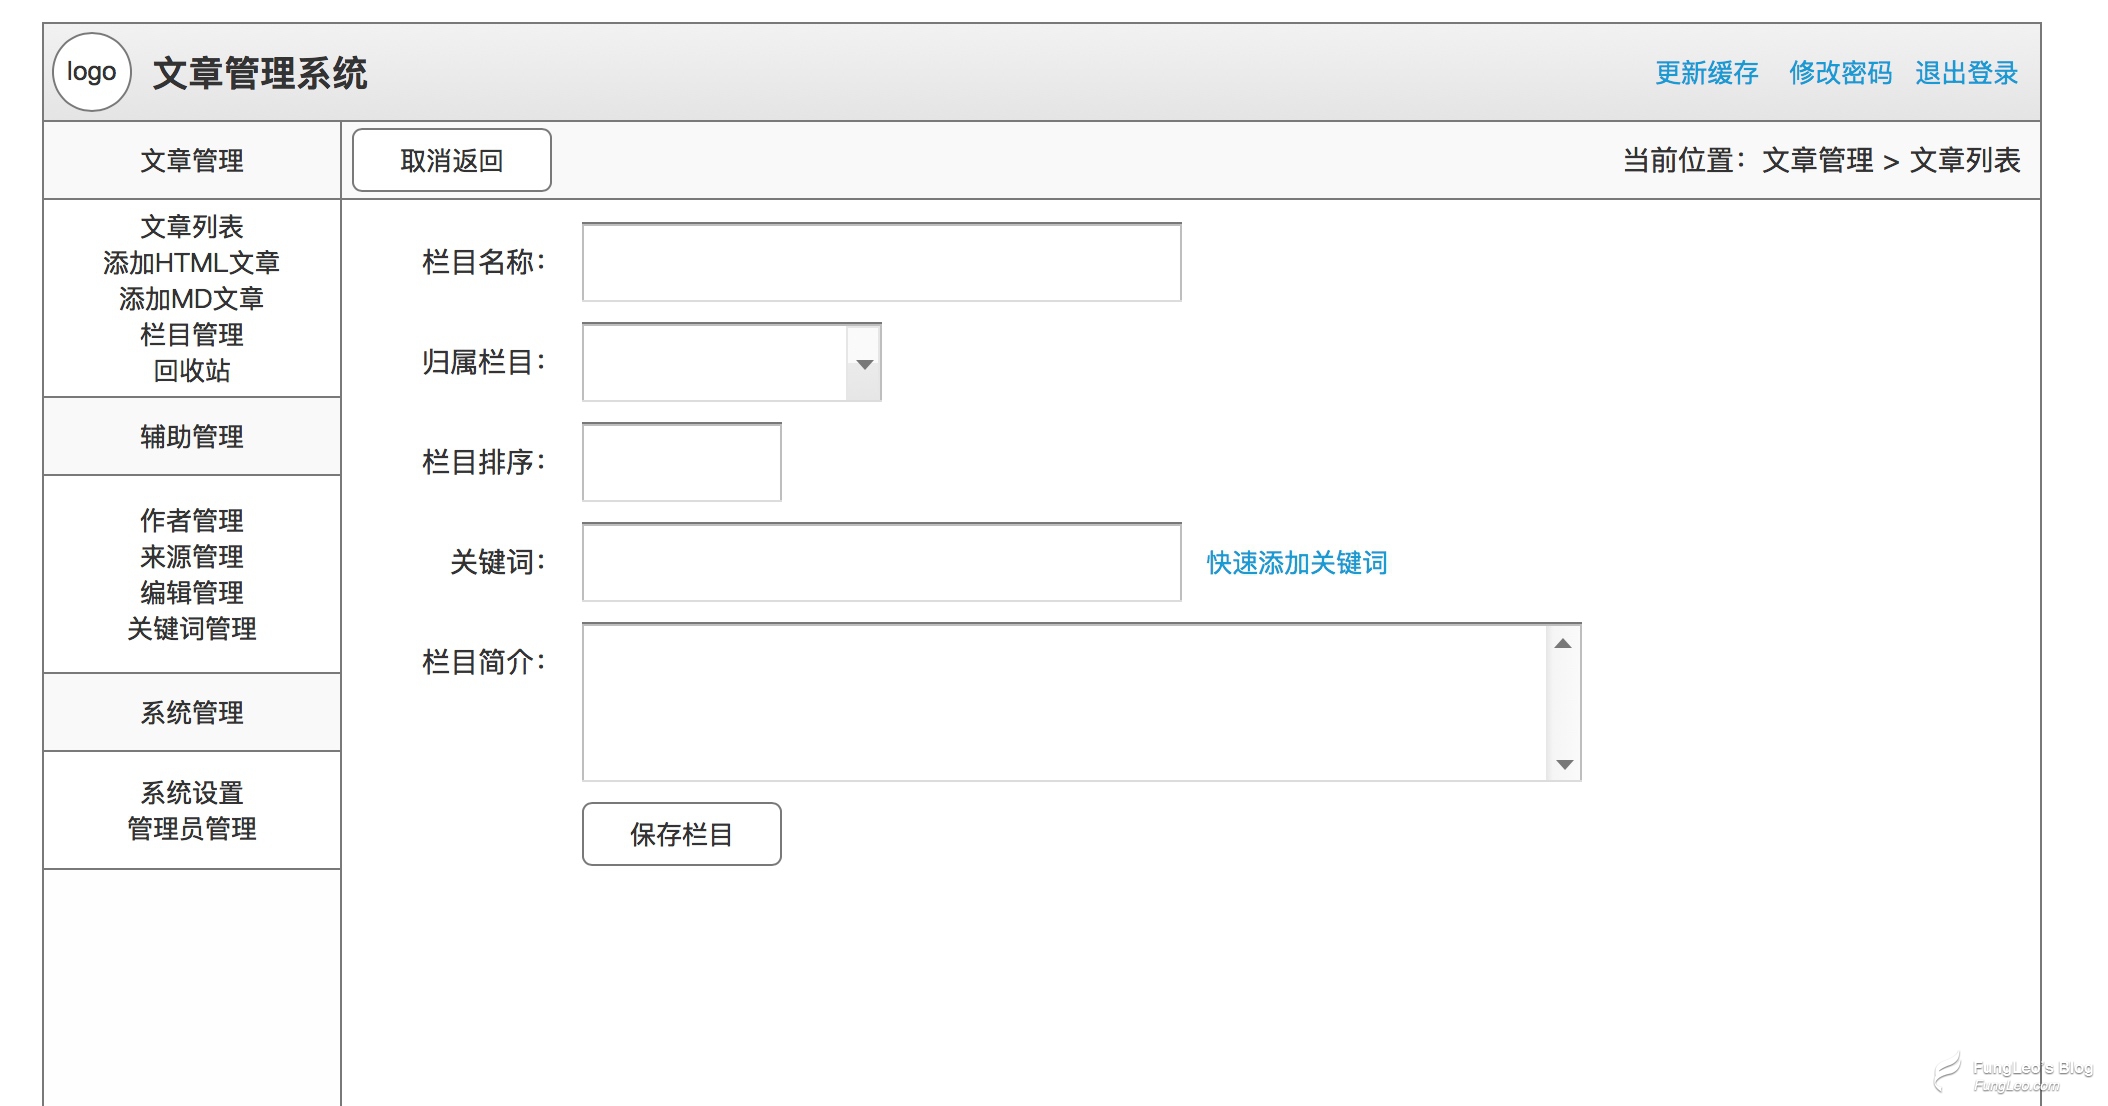 logo 文章管理系统 更新缓存 修改密码 退出登录
文章管理 取消返回 当前位置：文章管理 > 文章列表
文章列表
添加HTML文章
添加MD文章
栏目管理
回收站
辅助管理
作者管理
来源管理
编辑管理
关键词管理
系统管理
系统设置
管理员管理
栏目名称：
归属栏目：
栏目排序：
关键词： 快速添加关键词
栏目简介：
保存栏目
FungLeo's Blog
FungLeo.com